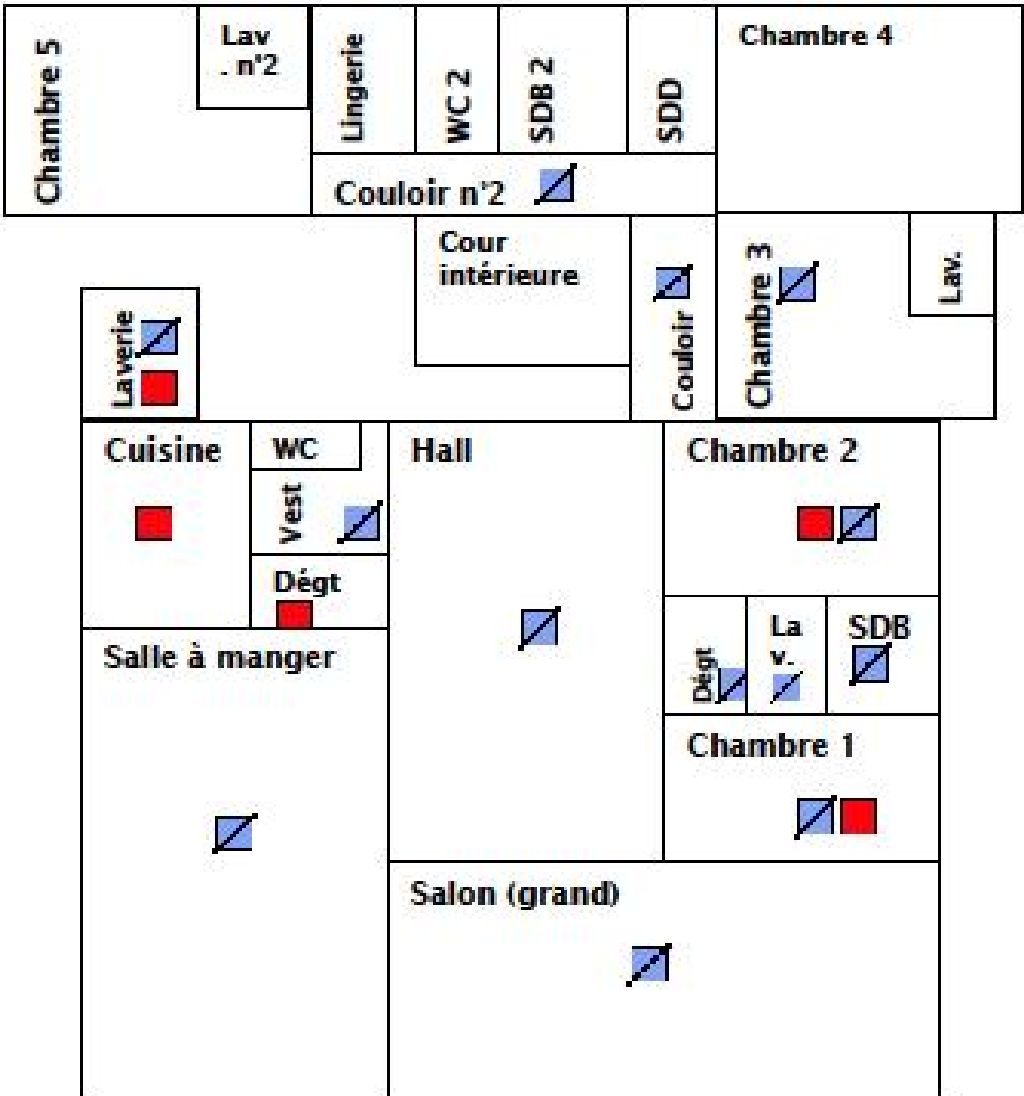 Chambre 5
Lav
. n°2
Lingerie
WC 2
SDB 2
SDD
Chambre 4
Couloir n°2
Cour
intérieure
Couloir
Chambre 3
Lav.
Laverie
Cuisine
WC
Vest
Dégt
Hall
Chambre 2
Salle à manger
Dégt
La
v.
SDB
Chambre 1
Salon (grand)